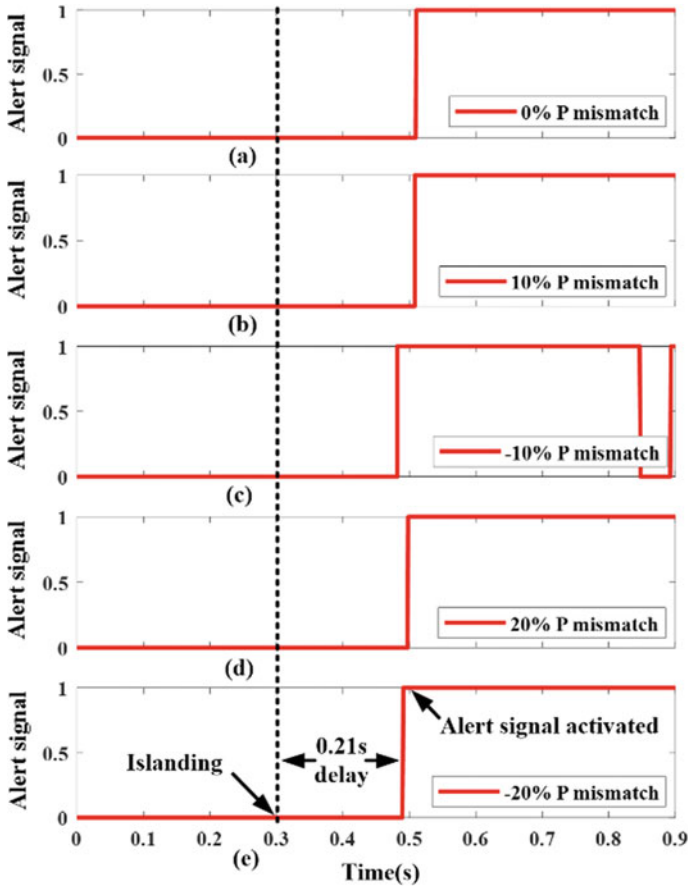 Alert signal
1
0.5
0
0% P mismatch
(a)
Alert signal
1
0.5
0
10% P mismatch
(b)
Alert signal
1
0.5
0
-10% P mismatch
(c)
Alert signal
1
0.5
0
20% P mismatch
(d)
Alert signal
1
0.5
0
Alert signal activated
0.21s
delay
Islanding
-20% P mismatch
0 0.1 0.2 0.3 0.4 0.5 0.6 0.7 0.8 0.9
(e)
Time(s)